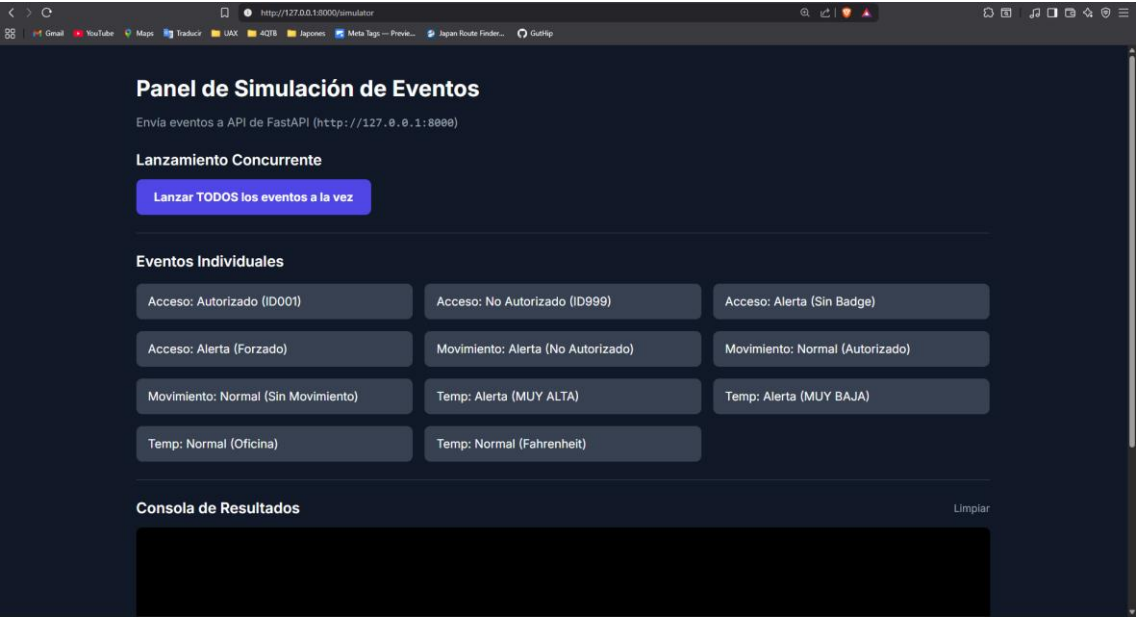 http://127.0.0.1:8000/simulator
Gmail YouTube Maps Traducir UAX 4QTB Japones Meta Tags — Previe... Japan Route Finder... GutHip
Panel de Simulación de Eventos
Envía eventos a API de FastAPI (http://127.0.0.1:8000)
Lanzamiento Concurrente
Lanzar TODOS los eventos a la vez
Eventos Individuales
Acceso: Autorizado (ID001) Acceso: No Autorizado (ID999) Acceso: Alerta (Sin Badge)
Acceso: Alerta (Forzado) Movimiento: Alerta (No Autorizado) Movimiento: Normal (Autorizado)
Movimiento: Normal (Sin Movimiento) Temp: Alerta (MUY ALTA) Temp: Alerta (MUY BAJA)
Temp: Normal (Oficina) Temp: Normal (Fahrenheit)
Consola de Resultados Limpiar